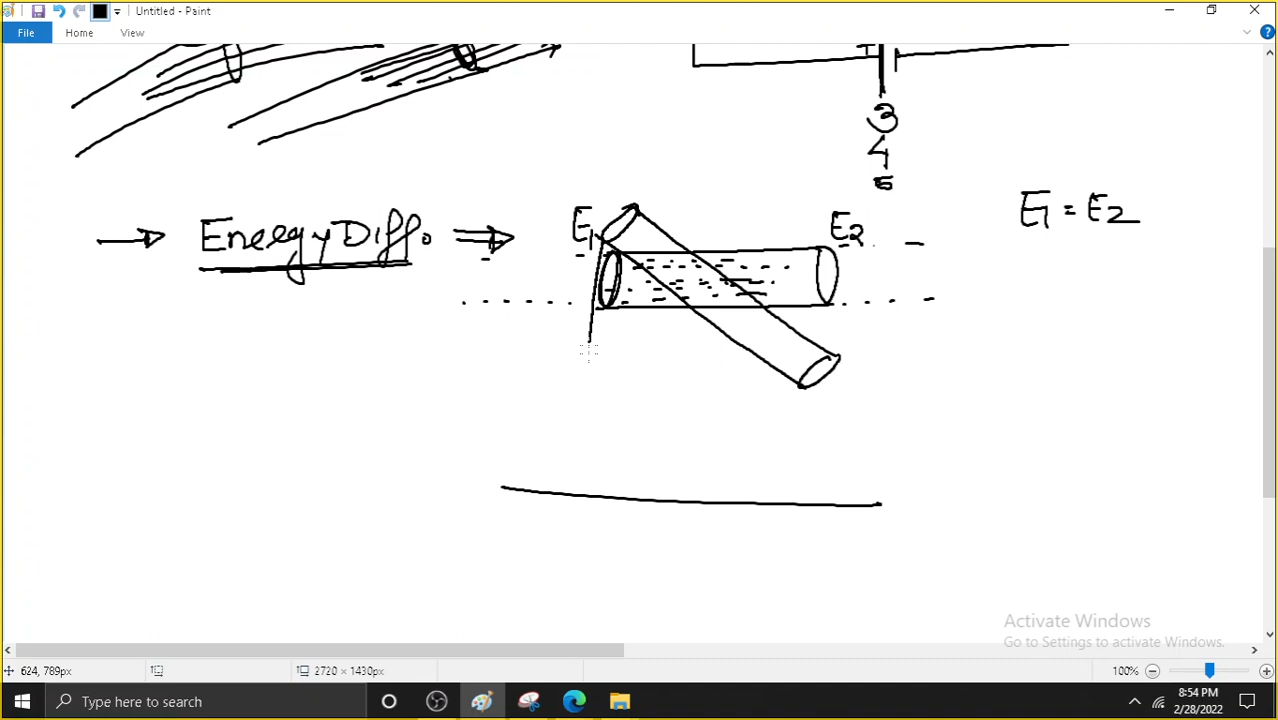 Untitled - Paint
File Home View
3
4
5
Energy Diff.
E1
E2
E1 = E2
Activate Windows
Go to Settings to activate Windows.
624, 789px
2720 × 1430px
100%
Type here to search
8:54 PM
2/28/2022